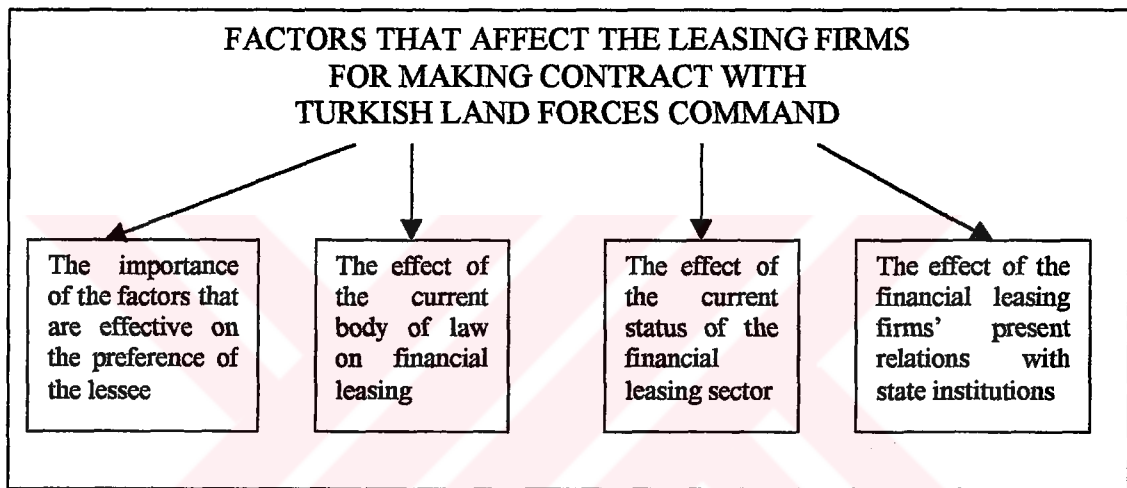 FACTORS THAT AFFECT THE LEASING FIRMS
FOR MAKING CONTRACT WITH
TURKISH LAND FORCES COMMAND
The importance
of the factors that
are effective on
the preference of
the lessee
The effect of
the current
body of law
on financial
leasing
The effect of
the current
status of the
financial
leasing sector
The effect of the
financial leasing
firms' present
relations with
state institutions